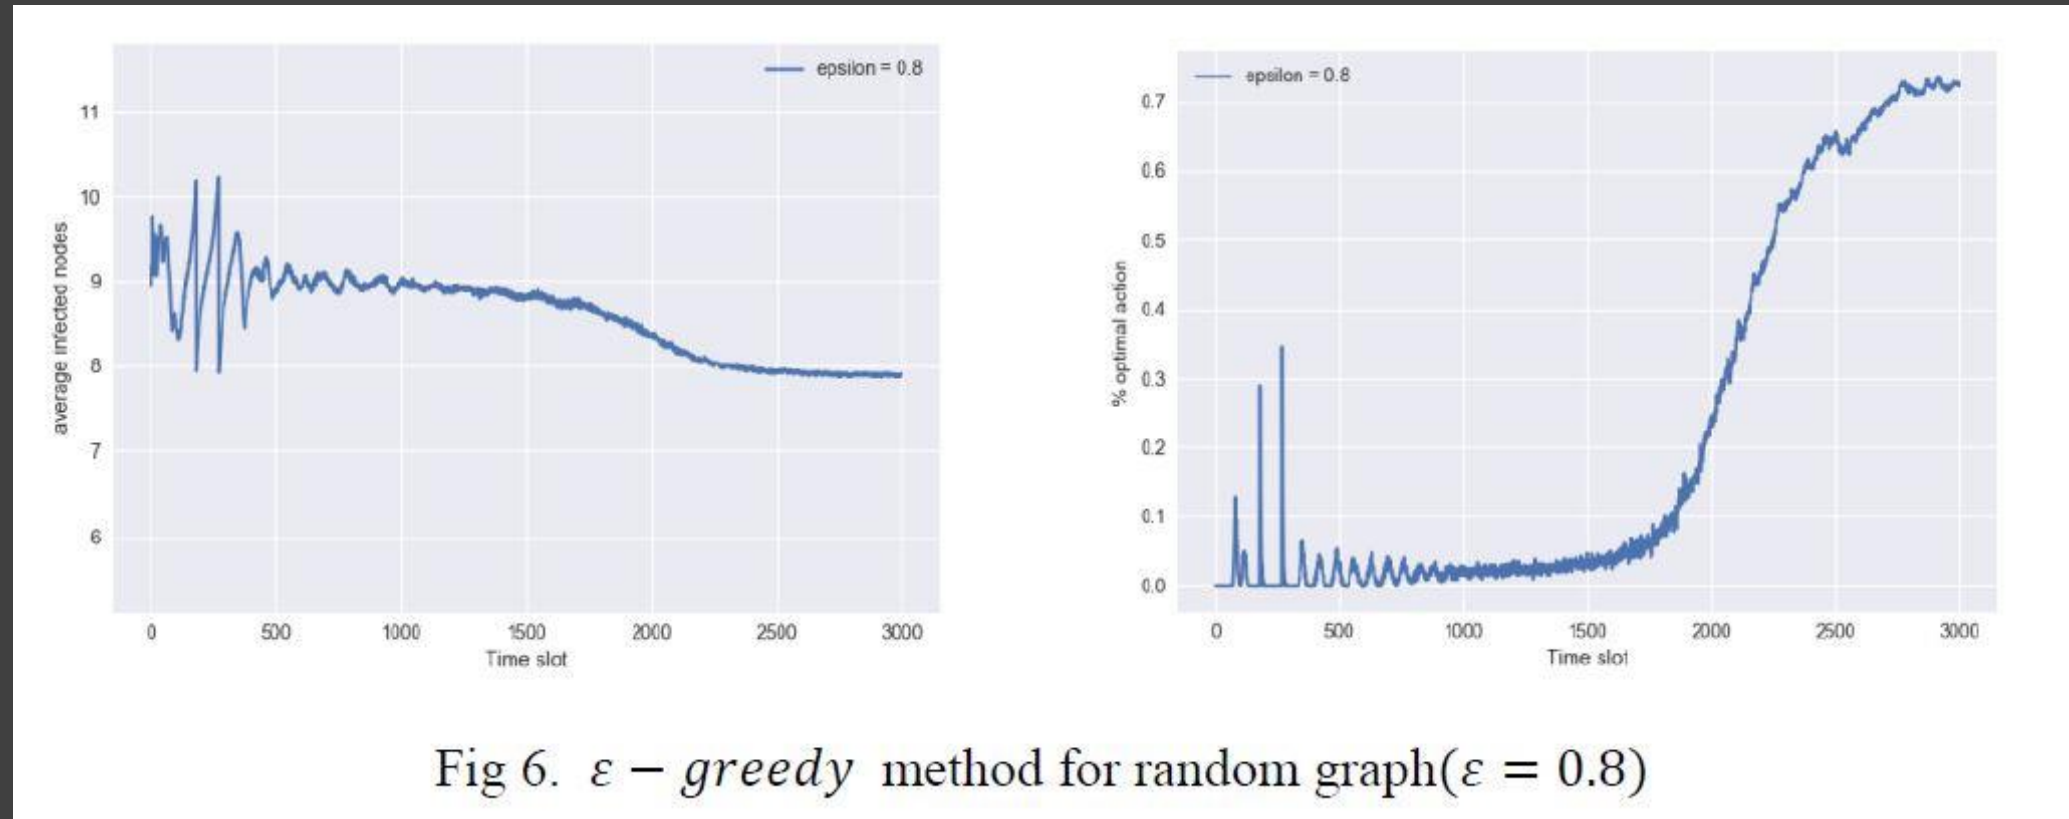 epsilon = 0.8
11
10
9
8
7
6
average infected nodes
0 500 1000 1500 2000 2500 3000
Time slot
epsilon = 0.8
0.7
0.6
0.5
0.4
0.3
0.2
0.1
0.0
% optimal action
0 500 1000 1500 2000 2500 3000
Time slot
Fig 6. ε − greedy method for random graph(ε = 0.8)